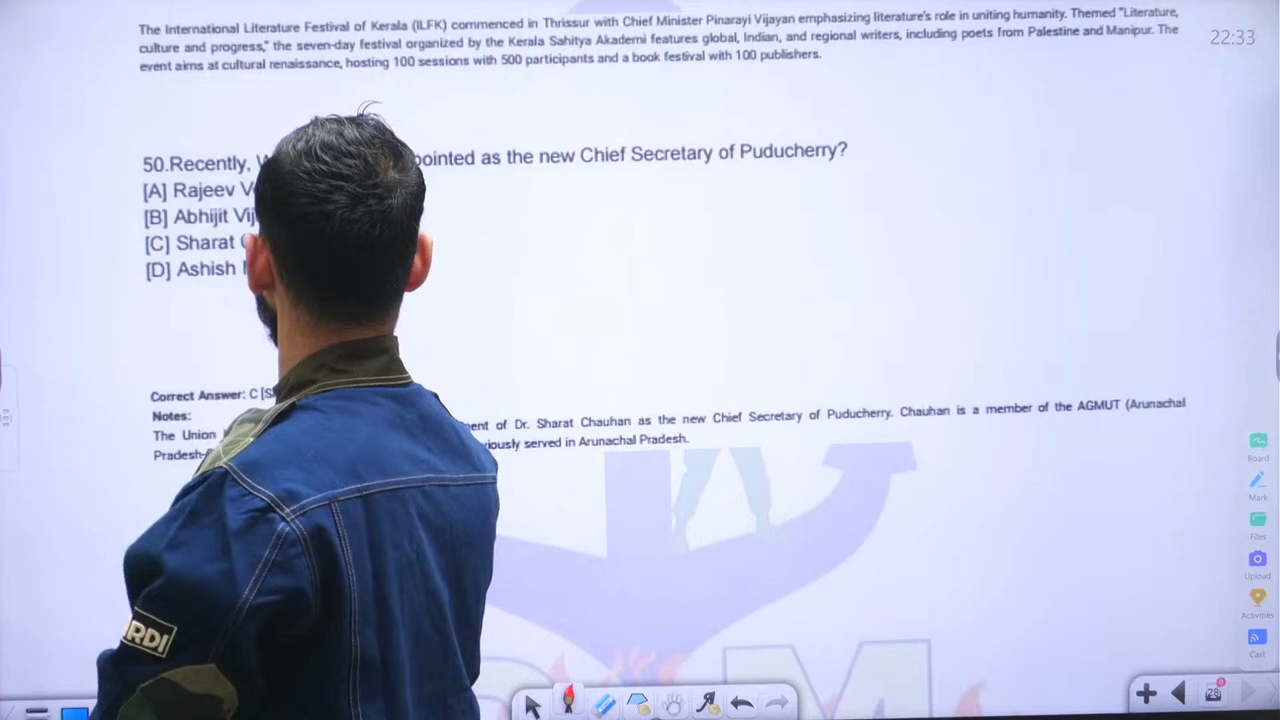 The International Literature Festival of Kerala (ILFK) commenced in Thrissur with Chief Minister Pinarayi Vijayan emphasizing literature's role in uniting humanity. Themed "Literature,
culture and progress," the seven-day festival organized by the Kerala Sahitya Akademi features global, Indian, and regional writers, including poets from Palestine and Manipur. The
event aims at cultural renaissance, hosting 100 sessions with 500 participants and a book festival with 100 publishers.
22:33
50.Recently, pointed as the new Chief Secretary of Puducherry?
[A] Rajeev
[B] Abhijit
[C] Sharat
[D] Ashish
Correct Answer: C
Notes:
The Union ent of Dr. Sharat Chauhan as the new Chief Secretary of Puducherry. Chauhan is a member of the AGMUT (Arunachal
Pradesh- iously served in Arunachal Pradesh.
RDI
M
Board
Mark
Files
Upload
Activities
Cast
28